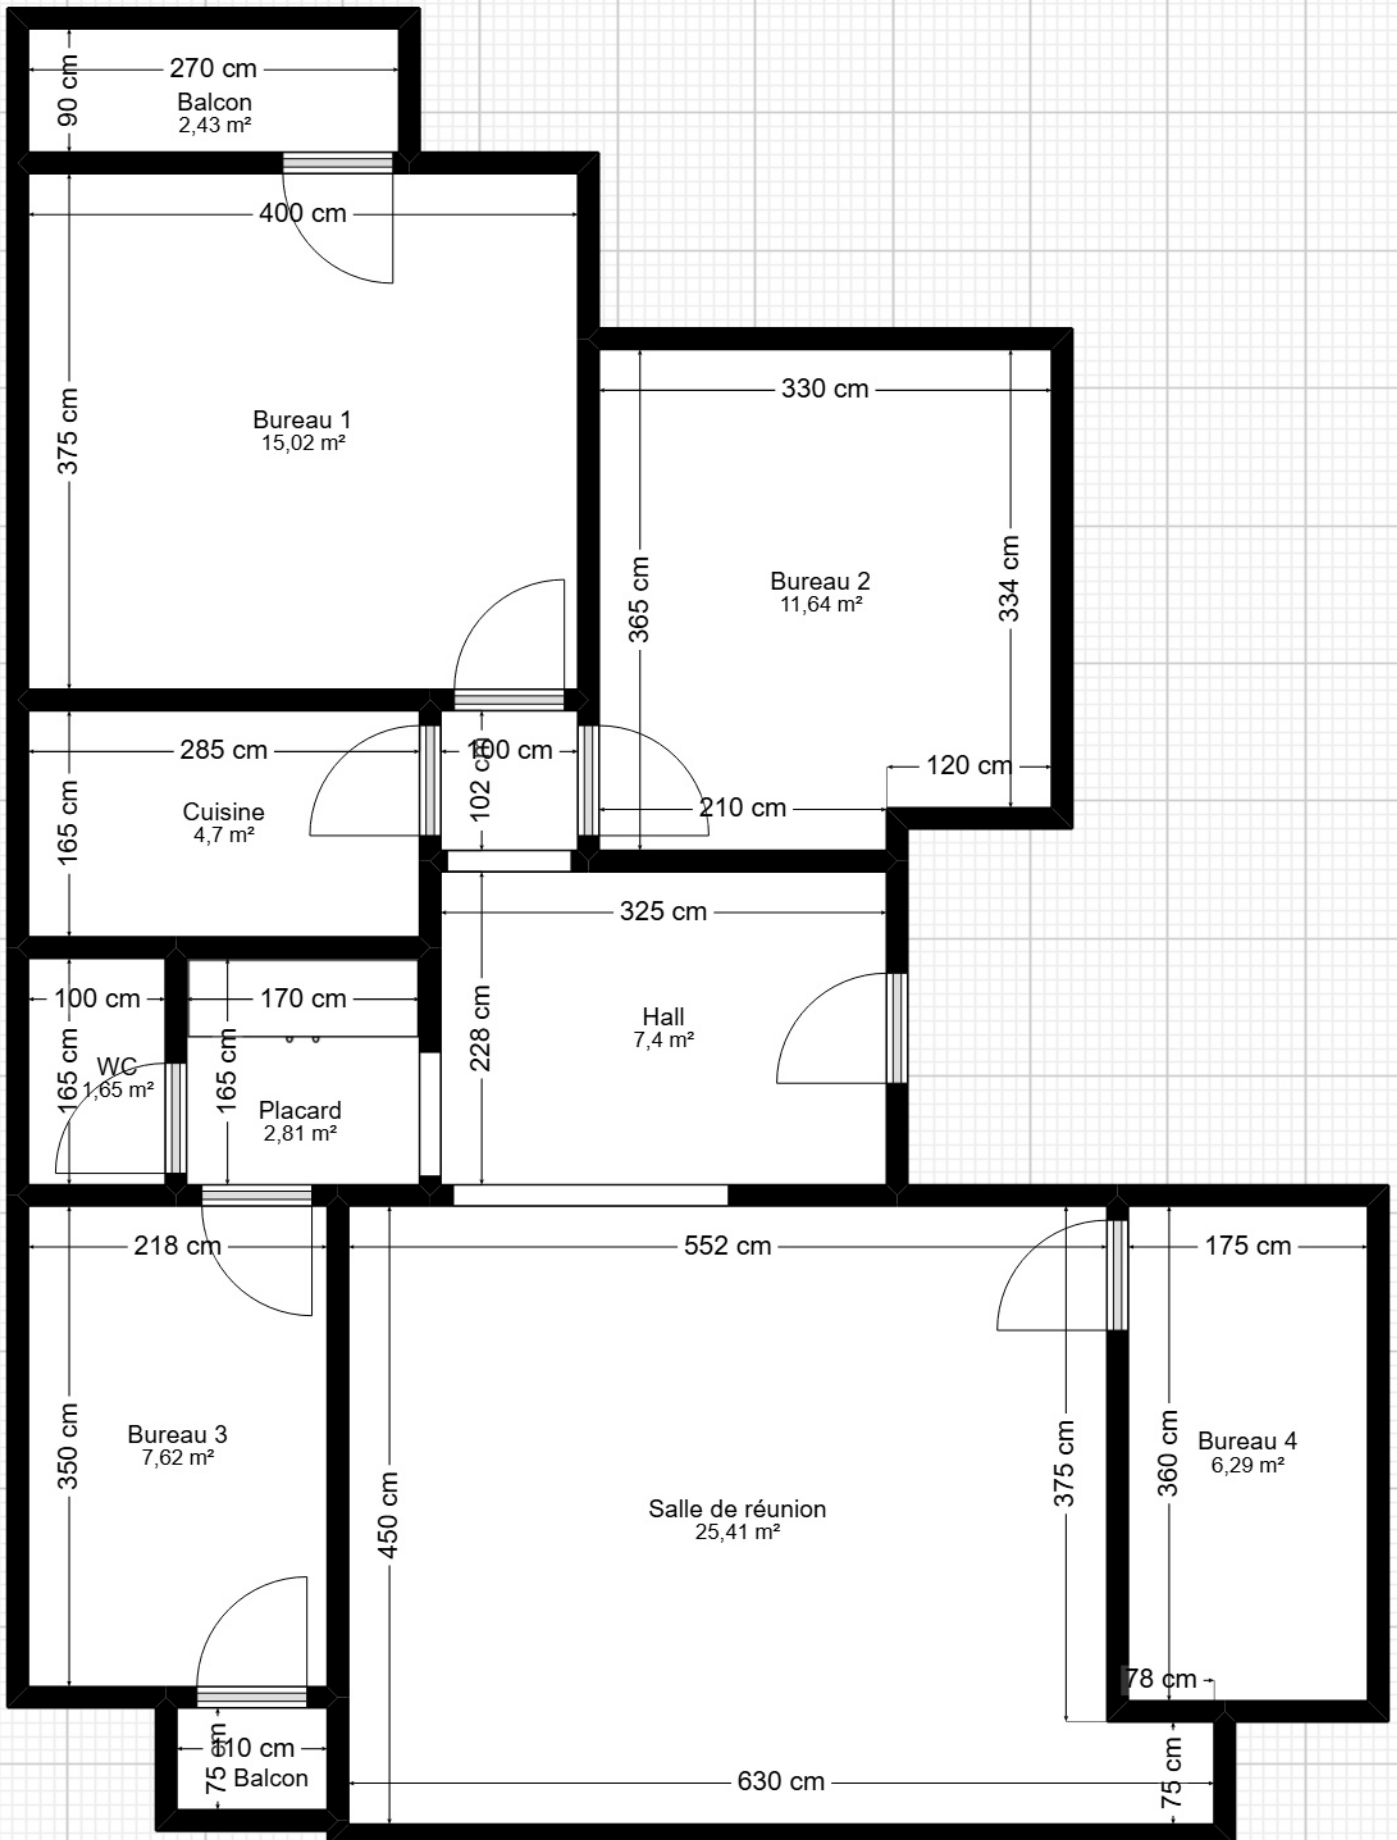 90 cm
270 cm
Balcon
2,43 m²
400 cm
375 cm
Bureau 1
15,02 m²
330 cm
365 cm
334 cm
Bureau 2
11,64 m²
120 cm
210 cm
285 cm
165 cm
Cuisine
4,7 m²
100 cm
102 cm
325 cm
228 cm
Hall
7,4 m²
100 cm
165 cm
WC
1,65 m²
170 cm
165 cm
Placard
2,81 m²
218 cm
350 cm
Bureau 3
7,62 m²
552 cm
450 cm
375 cm
Salle de réunion
25,41 m²
175 cm
360 cm
Bureau 4
6,29 m²
78 cm
110 cm
75 cm
Balcon
630 cm
75 cm